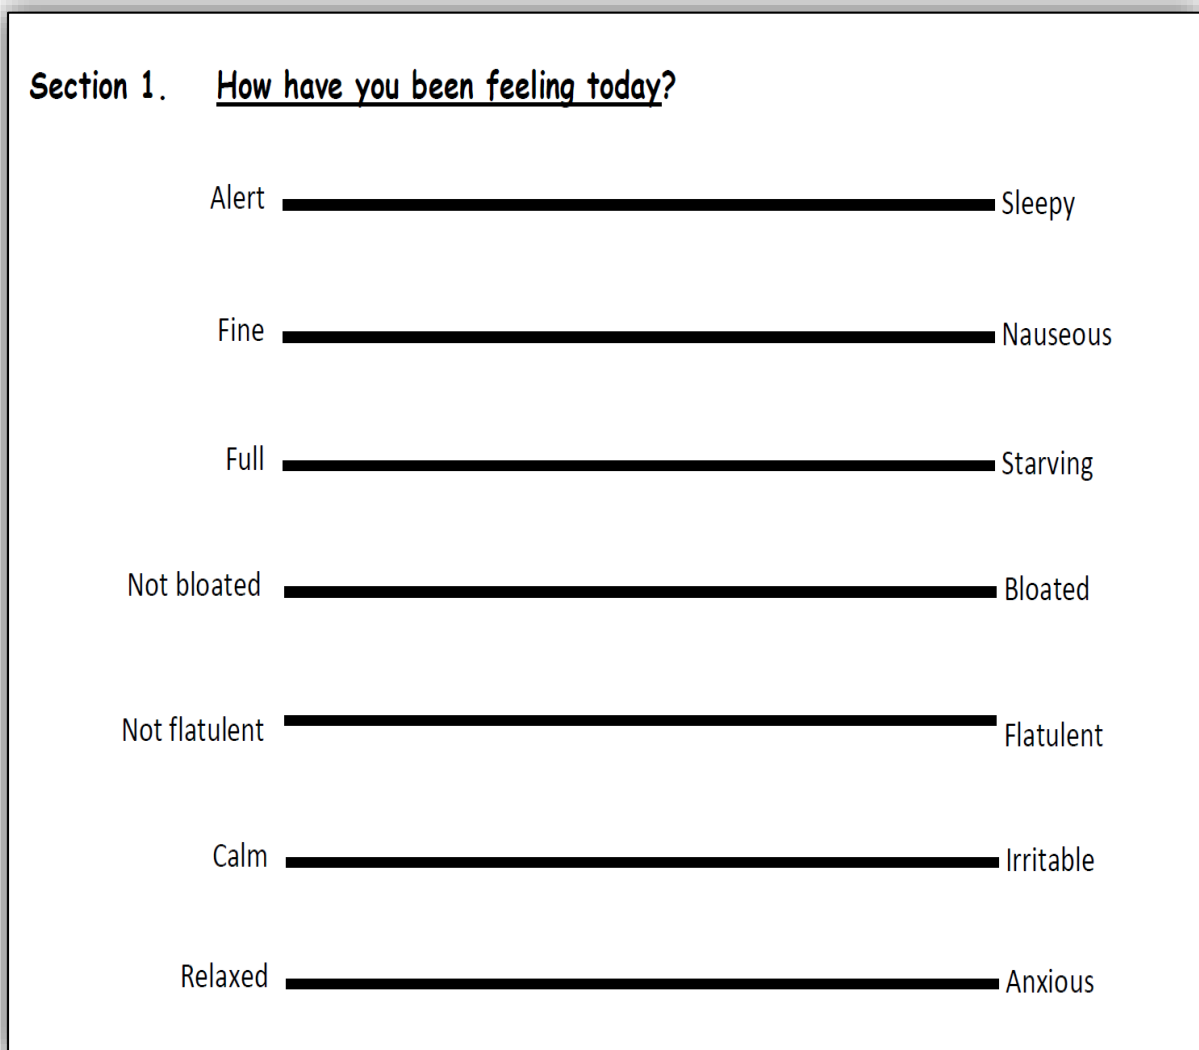 Section 1. How have you been feeling today?
Alert Sleepy
Fine Nauseous
Full Starving
Not bloated Bloated
Not flatulent Flatulent
Calm Irritable
Relaxed Anxious